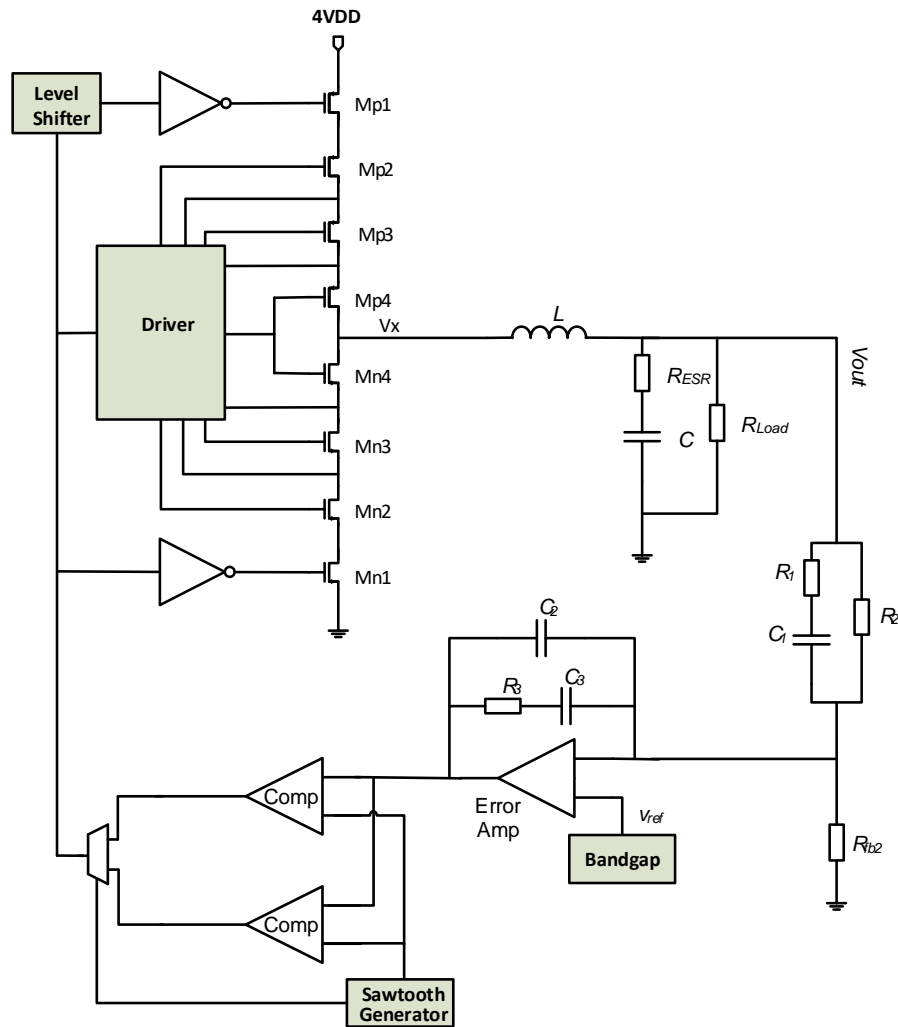 4VDD
Level
Shifter
Mp1
Mp2
Mp3
Mp4
Driver
Vx
L
Mn4
RESR
C
RLoad
Vout
Mn3
Mn2
Mn1
R1
C1
R2
C2
R3
C3
Comp
Error
Amp
vref
Bandgap
Rfb2
Comp
Sawtooth
Generator